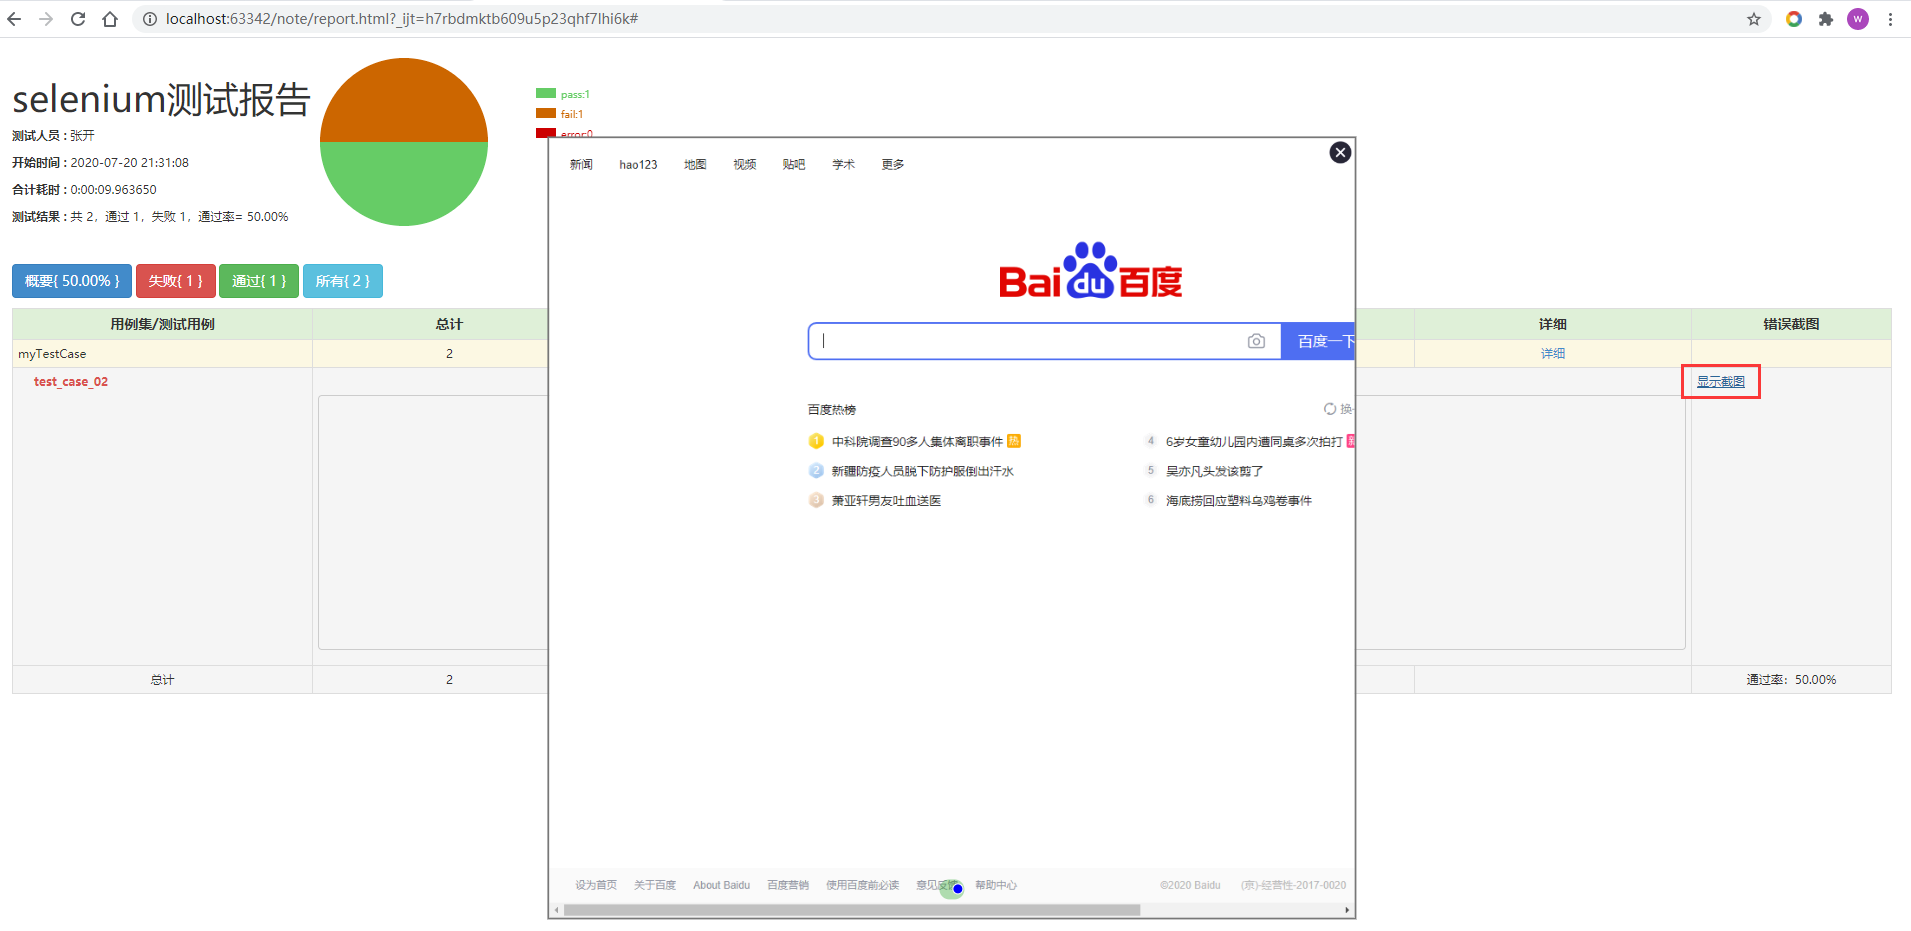 localhost:63342/note/report.html?_ijt=h7rbdmktb609u5p23qhf7lhi6k#
W
selenium测试报告
测试人员 : 张开
开始时间 : 2020-07-20 21:31:08
合计耗时 : 0:00:09.963650
测试结果 : 共 2，通过 1，失败 1，通过率= 50.00%
pass:1
fail:1
error:0
概要{ 50.00% } 失败{ 1 } 通过{ 1 } 所有{ 2 }
用例集/测试用例 总计 详细 错误截图
myTestCase 2 详细
test_case_02 显示截图
总计 2 通过率：50.00%
新闻 hao123 地图 视频 贴吧 学术 更多
Bai du 百度
百度一下
百度热榜 换
1 中科院调查90多人集体离职事件 热
2 新疆防疫人员脱下防护服倒出汗水
3 萧亚轩男友吐血送医
4 6岁女童幼儿园内遭同桌多次拍打
5 吴亦凡头发该剪了
6 海底捞回应塑料乌鸡卷事件
设为首页 关于百度 About Baidu 百度营销 使用百度前必读 意见反馈 帮助中心 ©2020 Baidu (京)-经营性-2017-0020